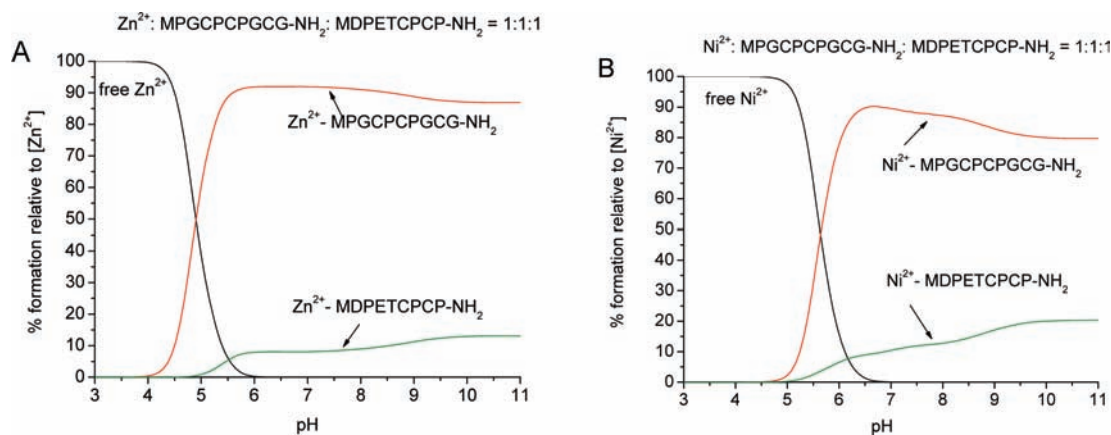 Zn²⁺: MPGCPCPGCG-NH₂: MDPETCPCP-NH₂ = 1:1:1
A
% formation relative to [Zn²⁺]
100
90
80
70
60
50
40
30
20
10
0
free Zn²⁺
Zn²⁺- MPGCPCPGCG-NH₂
Zn²⁺- MDPETCPCP-NH₂
3 4 5 6 7 8 9 10 11
pH
Ni²⁺: MPGCPCPGCG-NH₂: MDPETCPCP-NH₂ = 1:1:1
B
% formation relative to [Ni²⁺]
100
90
80
70
60
50
40
30
20
10
0
free Ni²⁺
Ni²⁺- MPGCPCPGCG-NH₂
Ni²⁺- MDPETCPCP-NH₂
3 4 5 6 7 8 9 10 11
pH